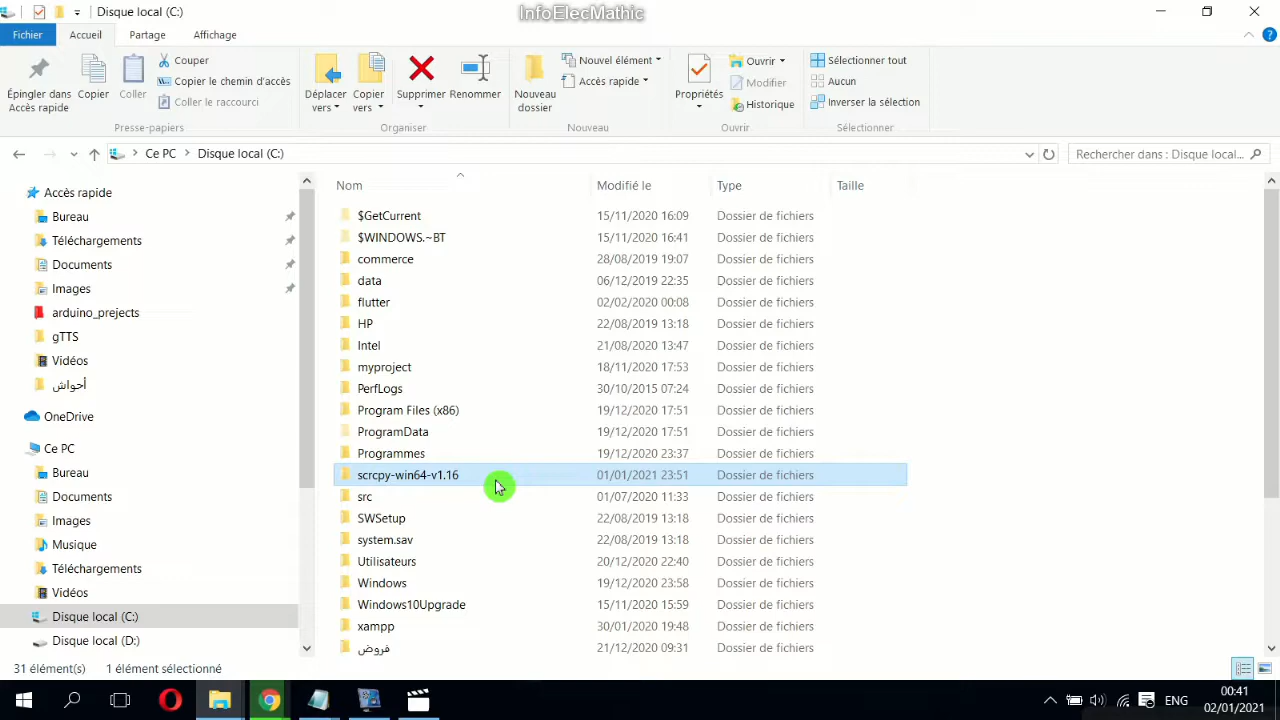 Disque local (C:)
InfoElecMathic
Fichier
Accueil
Partage
Affichage
Épingler dans
Accès rapide
Copier
Coller
Couper
Copier le chemin d'accès
Coller le raccourci
Presse-papiers
Déplacer
vers
Copier
vers
Supprimer
Renommer
Organiser
Nouveau
dossier
Nouvel élément
Accès rapide
Nouveau
Propriétés
Ouvrir
Modifier
Historique
Ouvrir
Sélectionner tout
Aucun
Inverser la sélection
Sélectionner
Ce PC
Disque local (C:)
Rechercher dans : Disque local...
Accès rapide
Bureau
Téléchargements
Documents
Images
arduino_prejects
gTTS
Vidéos
أحواش
OneDrive
Ce PC
Bureau
Documents
Images
Musique
Téléchargements
Vidéos
Disque local (C:)
Disque local (D:)
Nom Modifié le Type Taille
$GetCurrent 15/11/2020 16:09 Dossier de fichiers
$WINDOWS.~BT 15/11/2020 16:41 Dossier de fichiers
commerce 28/08/2019 19:07 Dossier de fichiers
data 06/12/2019 22:35 Dossier de fichiers
flutter 02/02/2020 00:08 Dossier de fichiers
HP 22/08/2019 13:18 Dossier de fichiers
Intel 21/08/2020 13:47 Dossier de fichiers
myproject 18/11/2020 17:53 Dossier de fichiers
PerfLogs 30/10/2015 07:24 Dossier de fichiers
Program Files (x86) 19/12/2020 17:51 Dossier de fichiers
ProgramData 19/12/2020 17:51 Dossier de fichiers
Programmes 19/12/2020 23:37 Dossier de fichiers
scrcpy-win64-v1.16 01/01/2021 23:51 Dossier de fichiers
src 01/07/2020 11:33 Dossier de fichiers
SWSetup 22/08/2019 13:18 Dossier de fichiers
system.sav 22/08/2019 13:18 Dossier de fichiers
Utilisateurs 20/12/2020 22:40 Dossier de fichiers
Windows 19/12/2020 23:58 Dossier de fichiers
Windows10Upgrade 15/11/2020 15:59 Dossier de fichiers
xampp 30/01/2020 19:48 Dossier de fichiers
فروض 21/12/2020 09:31 Dossier de fichiers
31 élément(s) 1 élément sélectionné
ENG
00:41
02/01/2021